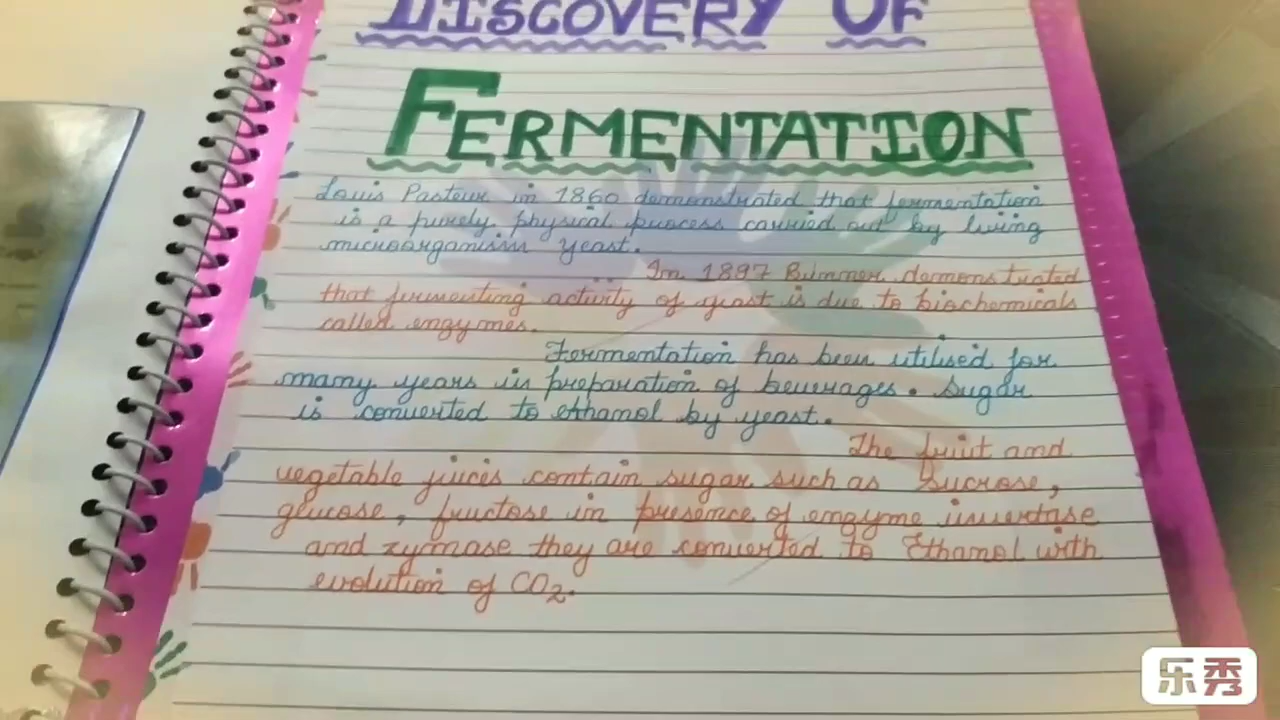 DISCOVERY OF
FERMENTATION
Louis Pasteur in 1860 demonstrated that fermentation
is a purely physical process carried out by living
microorganism yeast.
In 1897 demonstrated
that fermenting activity of yeast is due to biochemicals
called enzymes.
Fermentation has been utilised for
many years in preparation of beverages. Sugar
is converted to ethanol by yeast.
The fruit and
vegetable juices contain sugar such as Sucrose,
glucose, fructose in presence of enzyme invertase
and zymase they are converted to Ethanol with
evolution of CO2.
乐秀